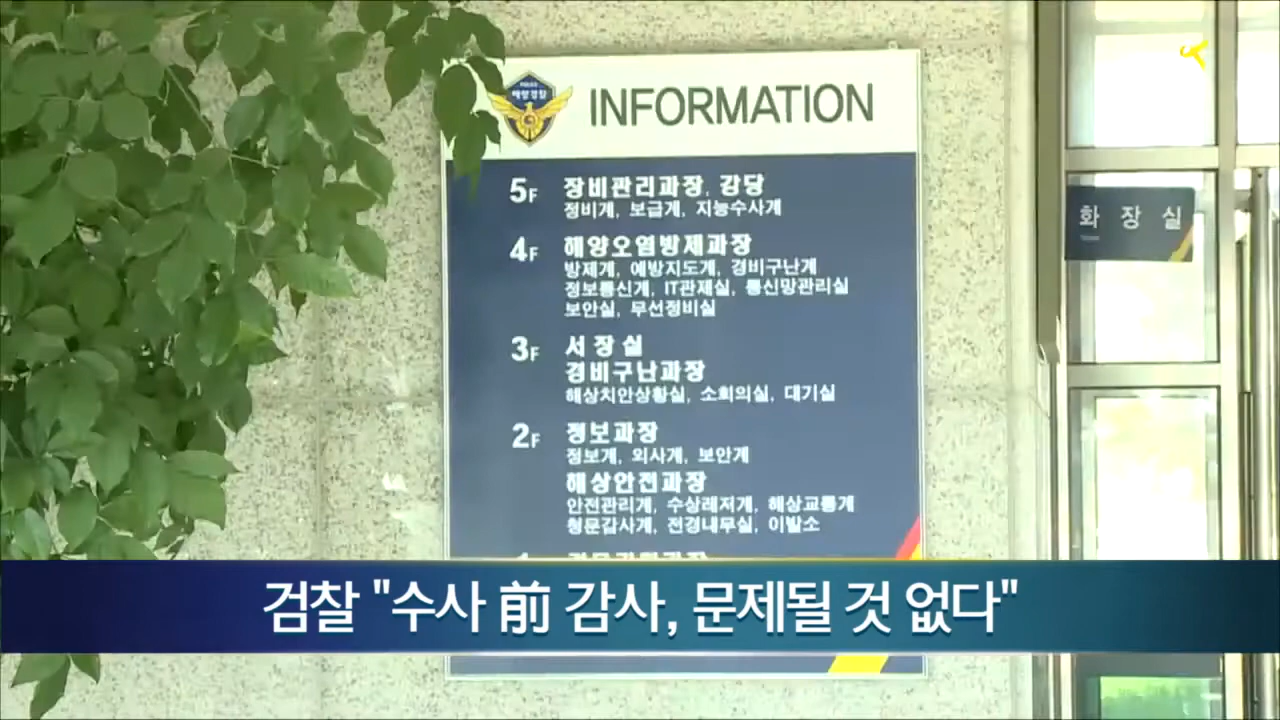 POLICE
해양경찰
INFORMATION
5F 장비관리과장, 강당
정비계, 보급계, 지능수사계
4F 해양오염방제과장
방제계, 예방지도계, 경비구난계
정보통신계, IT관제실, 통신망관리실
보안실, 무선정비실
3F 서장실
경비구난과장
해상치안상황실, 소회의실, 대기실
2F 정보과장
정보계, 외사계, 보안계
해상안전과장
안전관리계, 수상레저계, 해상교통계
청문감사계, 전경내무실, 이발소
화장실
검찰 "수사 前 감사, 문제될 것 없다"